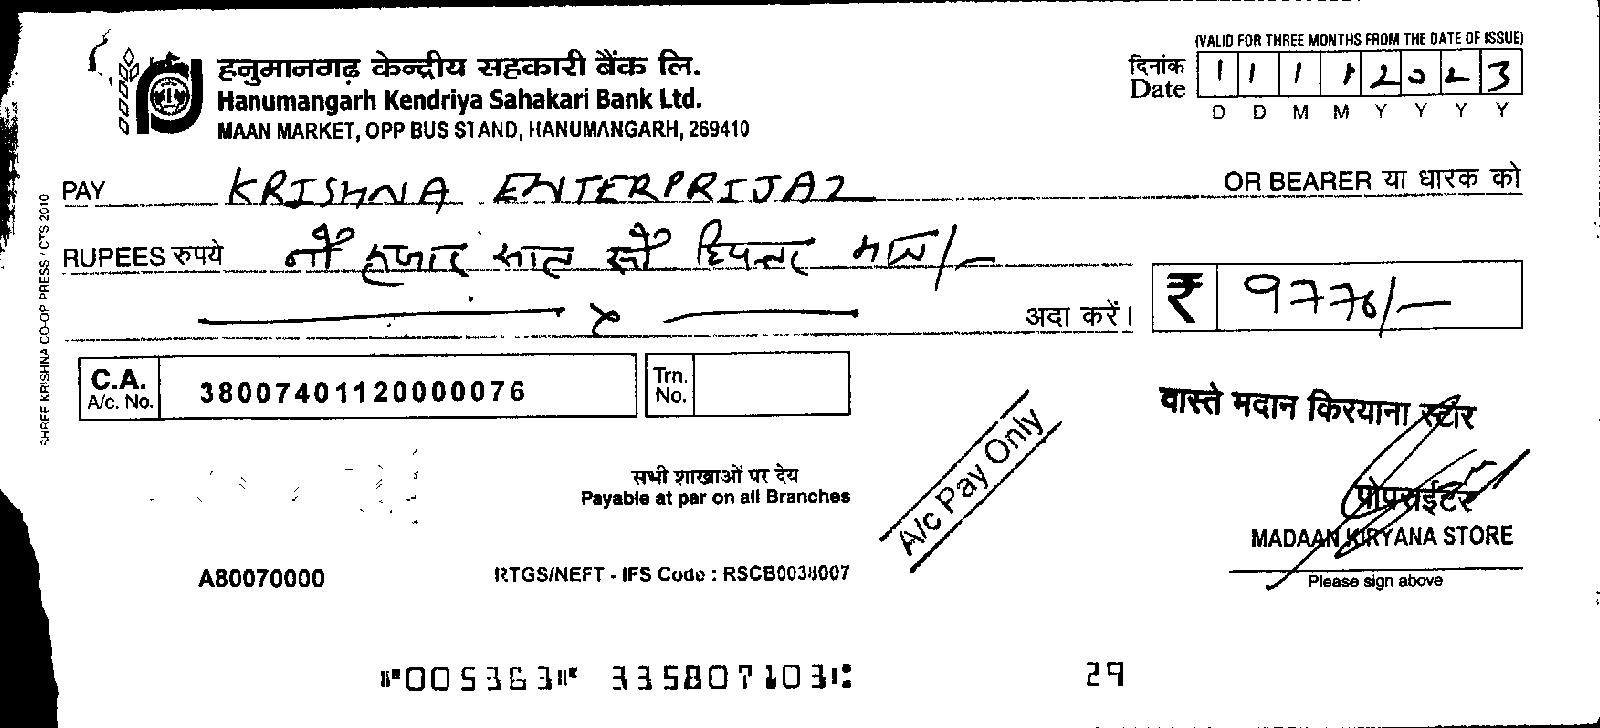 (VALID FOR THREE MONTHS FROM THE DATE OF ISSUE)
हनुमानगढ़ केन्द्रीय सहकारी बैंक लि.
Hanumangarh Kendriya Sahakari Bank Ltd.
MAAN MARKET, OPP BUS STAND, HANUMANGARH, 269410
दिनांक Date 1 1 1 1 2 0 2 3
D D M M Y Y Y Y
PAY KRISHNA ENTERPRIJAZ OR BEARER या धारक को
RUPEES रुपये नौ हजार सात सौ छियत्तर मात्र/-
अदा करें। ₹ 9776/-
C.A. A/c. No. 38007401120000076 Trn. No.
SHREE KRISHNA CO-OP PRESS / CTS 2010
वास्ते मदान किरयाना स्टोर
A/c Pay Only
सभी शाखाओं पर देय
Payable at par on all Branches
प्रोपराईटर
MADAAN KIRYANA STORE
A80070000 RTGS/NEFT - IFS Code : RSCB0038007
Please sign above
⑈005363⑈ 335807103⑆ 29